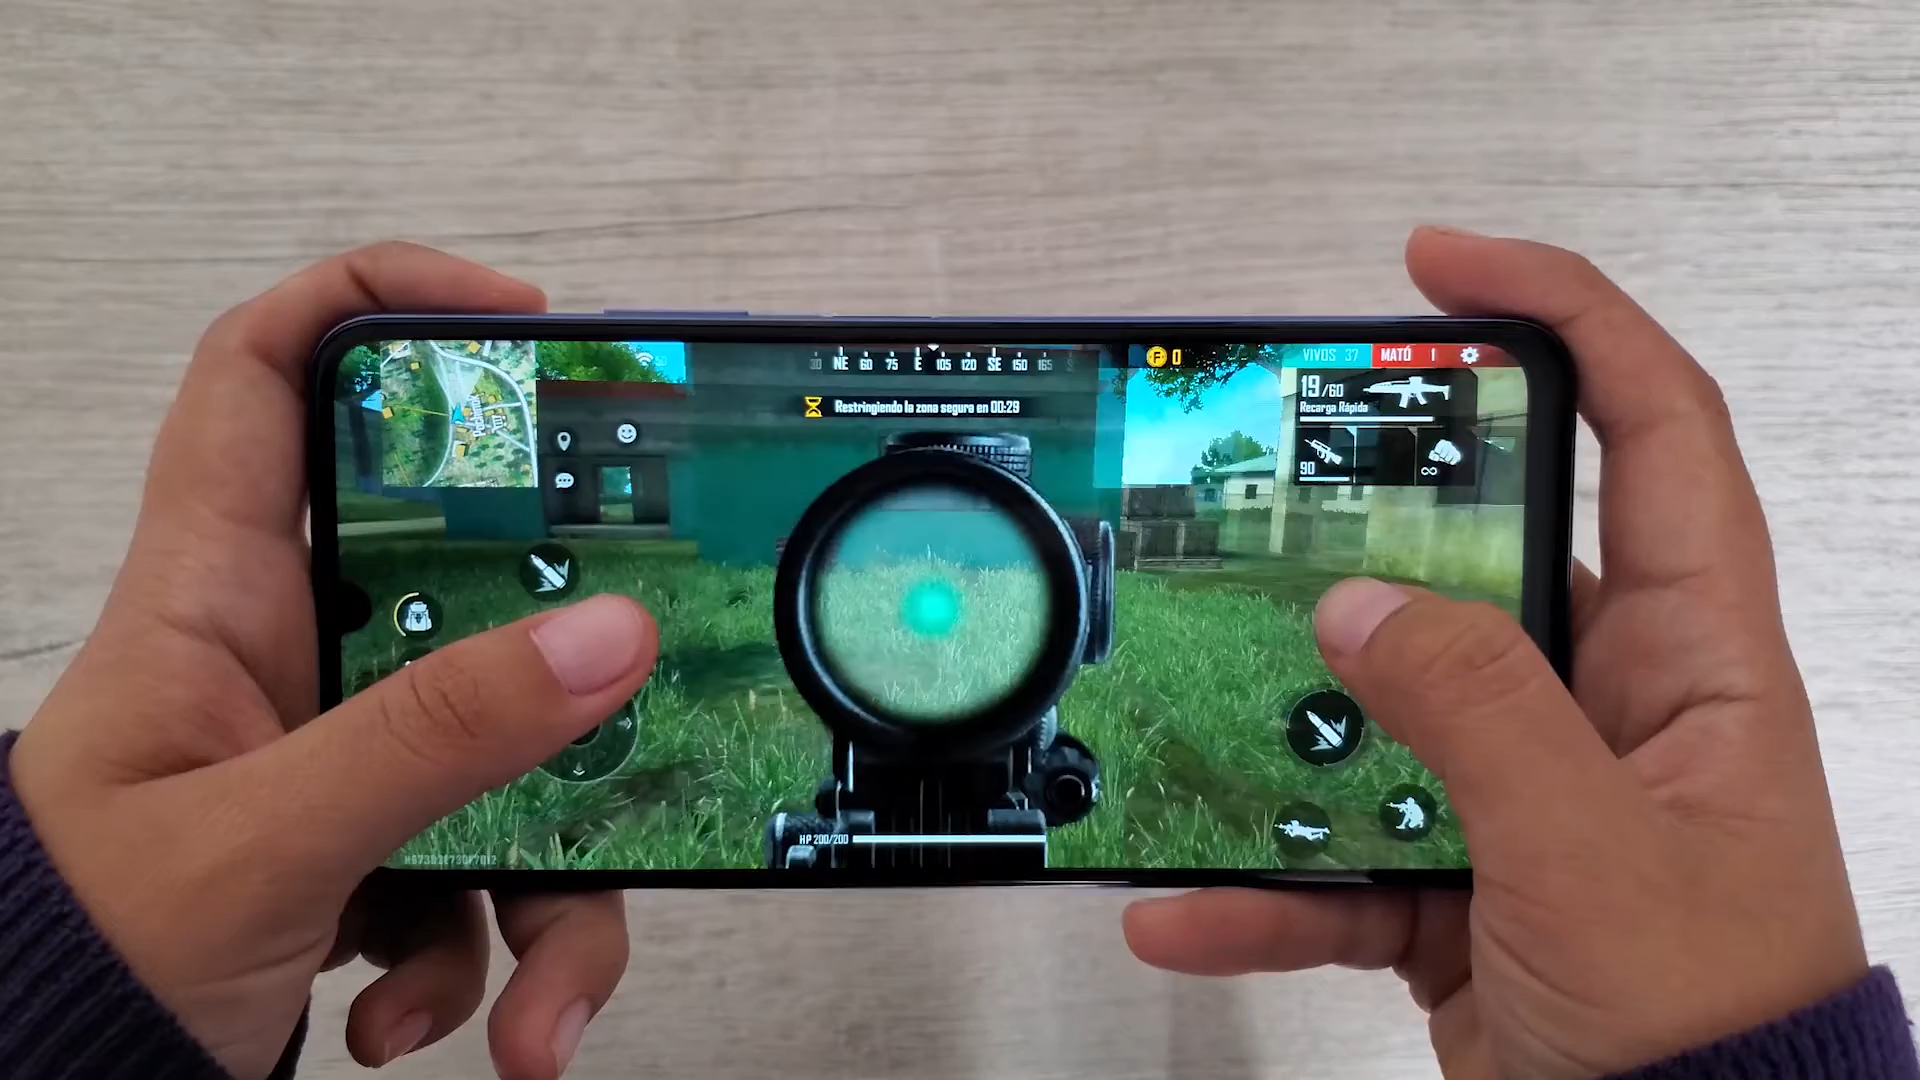 30 NE 60 75 E 105 120 SE 150 165
F 0
VIVOS 37 MATÓ 1
Restringiendo la zona segura en 00:29
19/60
Recarga Rápida
90 ∞
HP 200/200